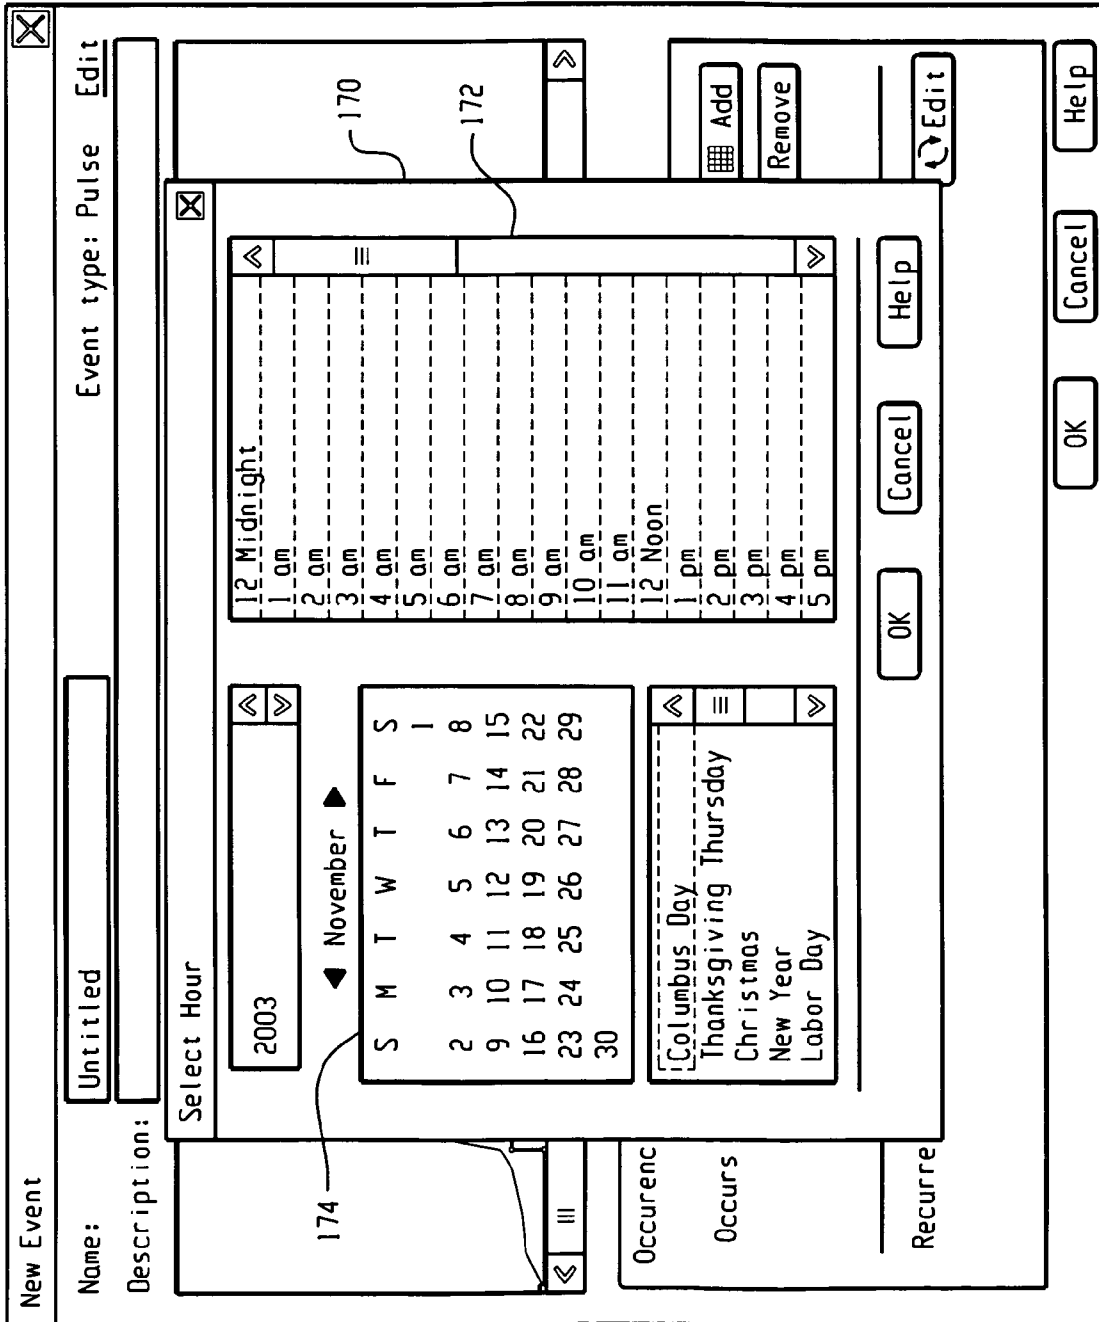 New Event
Name: Untitled Event type: Pulse Edit
Description:
170
172
174
Select Hour
2003
November
S M T W T F S
1
2 3 4 5 6 7 8
9 10 11 12 13 14 15
16 17 18 19 20 21 22
23 24 25 26 27 28 29
30
Columbus Day
Thanksgiving Thursday
Christmas
New Year
Labor Day
12 Midnight
1 am
2 am
3 am
4 am
5 am
6 am
7 am
8 am
9 am
10 am
11 am
12 Noon
1 pm
2 pm
3 pm
4 pm
5 pm
OK Cancel Help
Occurenc
Occurs
Add
Remove
Recurre
Edit
OK Cancel Help